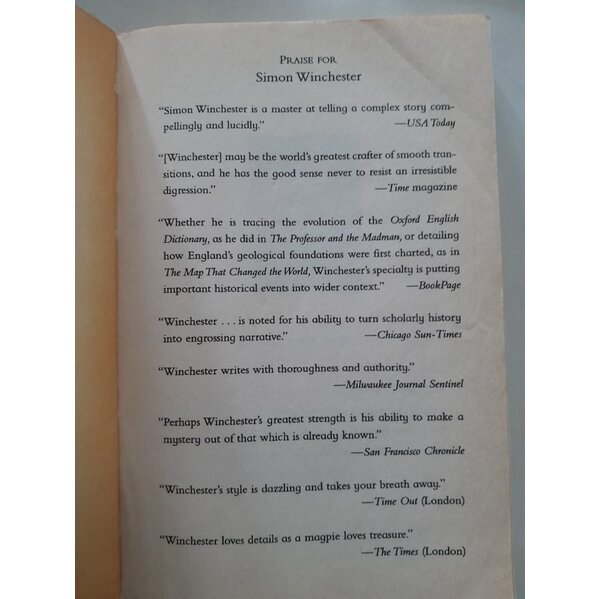 PRAISE FOR
Simon Winchester
“Simon Winchester is a master at telling a complex story com-
pellingly and lucidly.” —USA Today
“[Winchester] may be the world’s greatest crafter of smooth tran-
sitions, and he has the good sense never to resist an irresistible
digression.” —Time magazine
“Whether he is tracing the evolution of the Oxford English
Dictionary, as he did in The Professor and the Madman, or detailing
how England’s geological foundations were first charted, as in
The Map That Changed the World, Winchester’s specialty is putting
important historical events into wider context.” —BookPage
“Winchester . . . is noted for his ability to turn scholarly history
into engrossing narrative.” —Chicago Sun-Times
“Winchester writes with thoroughness and authority.”
—Milwaukee Journal Sentinel
“Perhaps Winchester’s greatest strength is his ability to make a
mystery out of that which is already known.”
—San Francisco Chronicle
“Winchester’s style is dazzling and takes your breath away.”
—Time Out (London)
“Winchester loves details as a magpie loves treasure.”
—The Times (London)